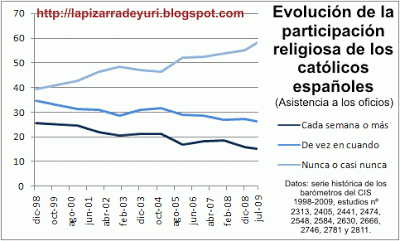 http://lapizarradeyuri.blogspot.com
Evolución de la
participación
religiosa de los
católicos
españoles
(Asistencia a los oficios)
Cada semana o más
De vez en cuando
Nunca o casi nunca
Datos: serie histórica de los
barómetros del CIS
1998-2009, estudios nº
2313, 2405, 2441, 2474,
2548, 2584, 2630, 2666,
2746, 2781 y 2811.
70
60
50
40
30
20
10
0
dic-98
oct-99
ago-00
jun-01
abr-02
feb-03
dic-03
oct-04
ago-05
jun-06
abr-07
feb-08
dic-08
jul-09